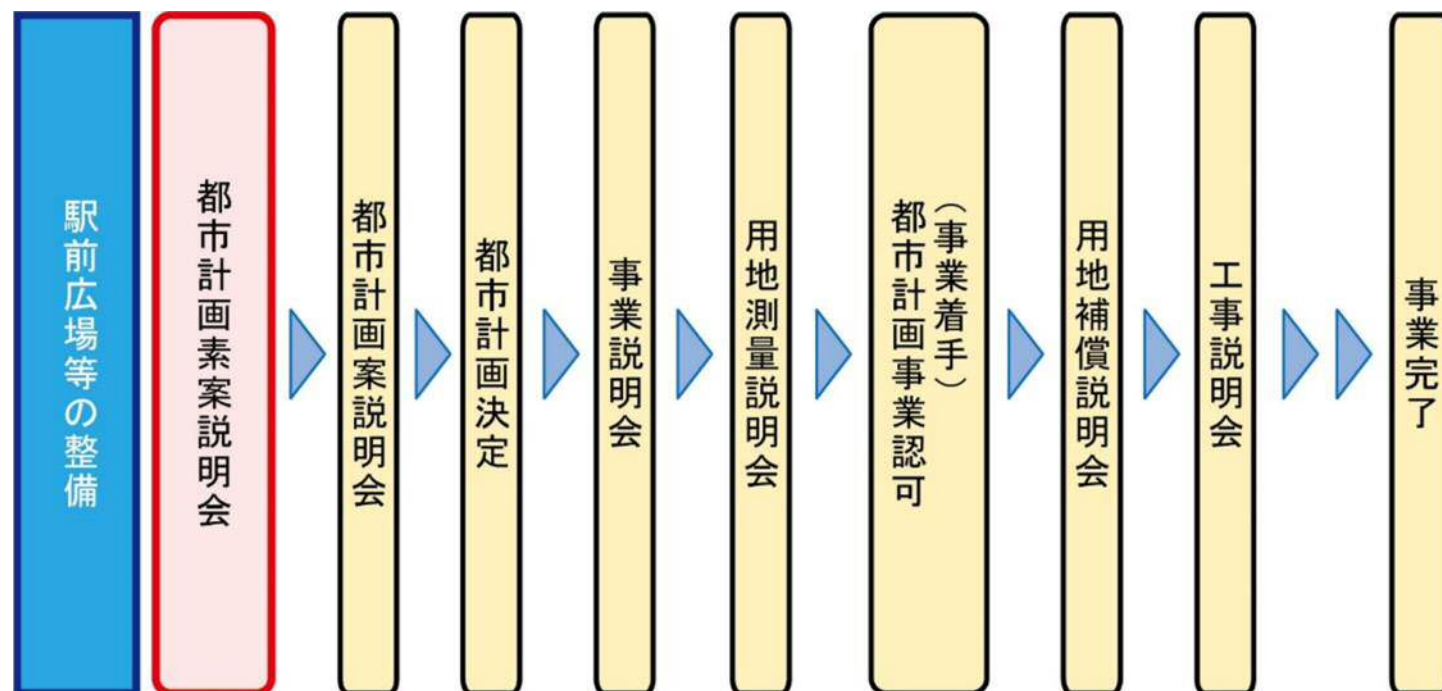 駅前広場等の整備
都市計画素案説明会
都市計画案説明会
都市計画決定
事業説明会
用地測量説明会
(事業着手)
都市計画事業認可
用地補償説明会
工事説明会
事業完了